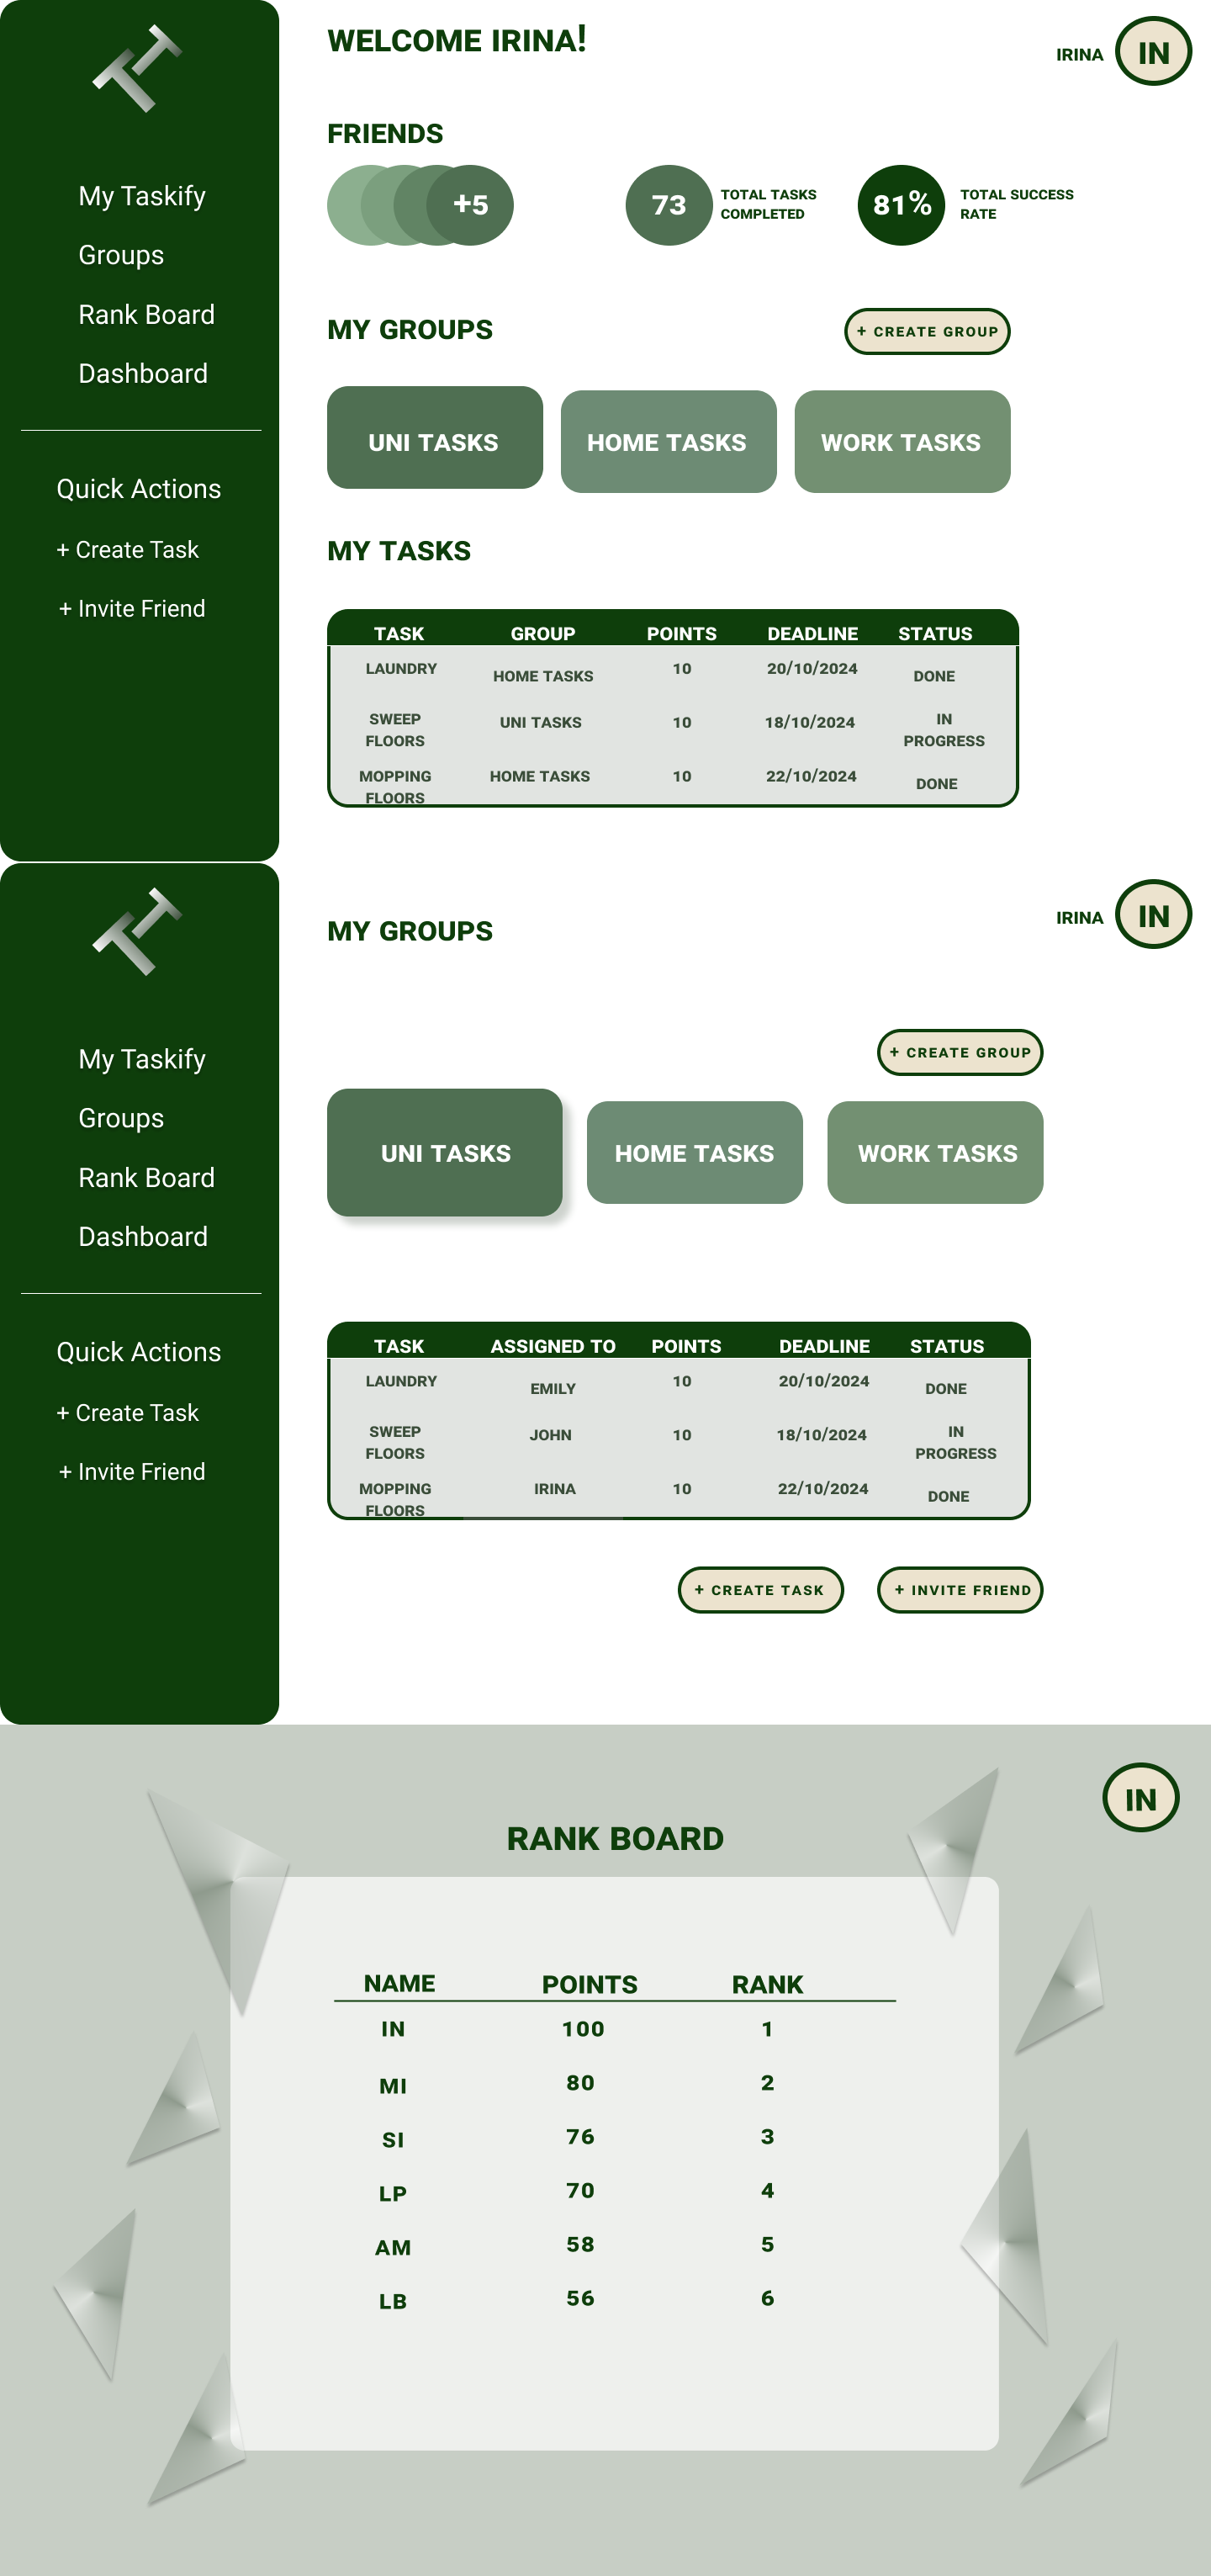 WELCOME IRINA!
IRINA
IN
My Taskify
Groups
Rank Board
Dashboard
Quick Actions
+ Create Task
+ Invite Friend
FRIENDS
+5
73
TOTAL TASKS
COMPLETED
81%
TOTAL SUCCESS
RATE
MY GROUPS
+ CREATE GROUP
UNI TASKS
HOME TASKS
WORK TASKS
MY TASKS
TASK GROUP POINTS DEADLINE STATUS
LAUNDRY HOME TASKS 10 20/10/2024 DONE
SWEEP
FLOORS
UNI TASKS 10 18/10/2024
IN
PROGRESS
MOPPING
FLOORS
HOME TASKS 10 22/10/2024 DONE
MY GROUPS
IRINA
IN
My Taskify
Groups
Rank Board
Dashboard
Quick Actions
+ Create Task
+ Invite Friend
+ CREATE GROUP
UNI TASKS
HOME TASKS
WORK TASKS
TASK ASSIGNED TO POINTS DEADLINE STATUS
LAUNDRY EMILY 10 20/10/2024 DONE
SWEEP
FLOORS
JOHN 10 18/10/2024
IN
PROGRESS
MOPPING
FLOORS
IRINA 10 22/10/2024 DONE
+ CREATE TASK
+ INVITE FRIEND
IN
RANK BOARD
NAME POINTS RANK
IN 100 1
MI 80 2
SI 76 3
LP 70 4
AM 58 5
LB 56 6